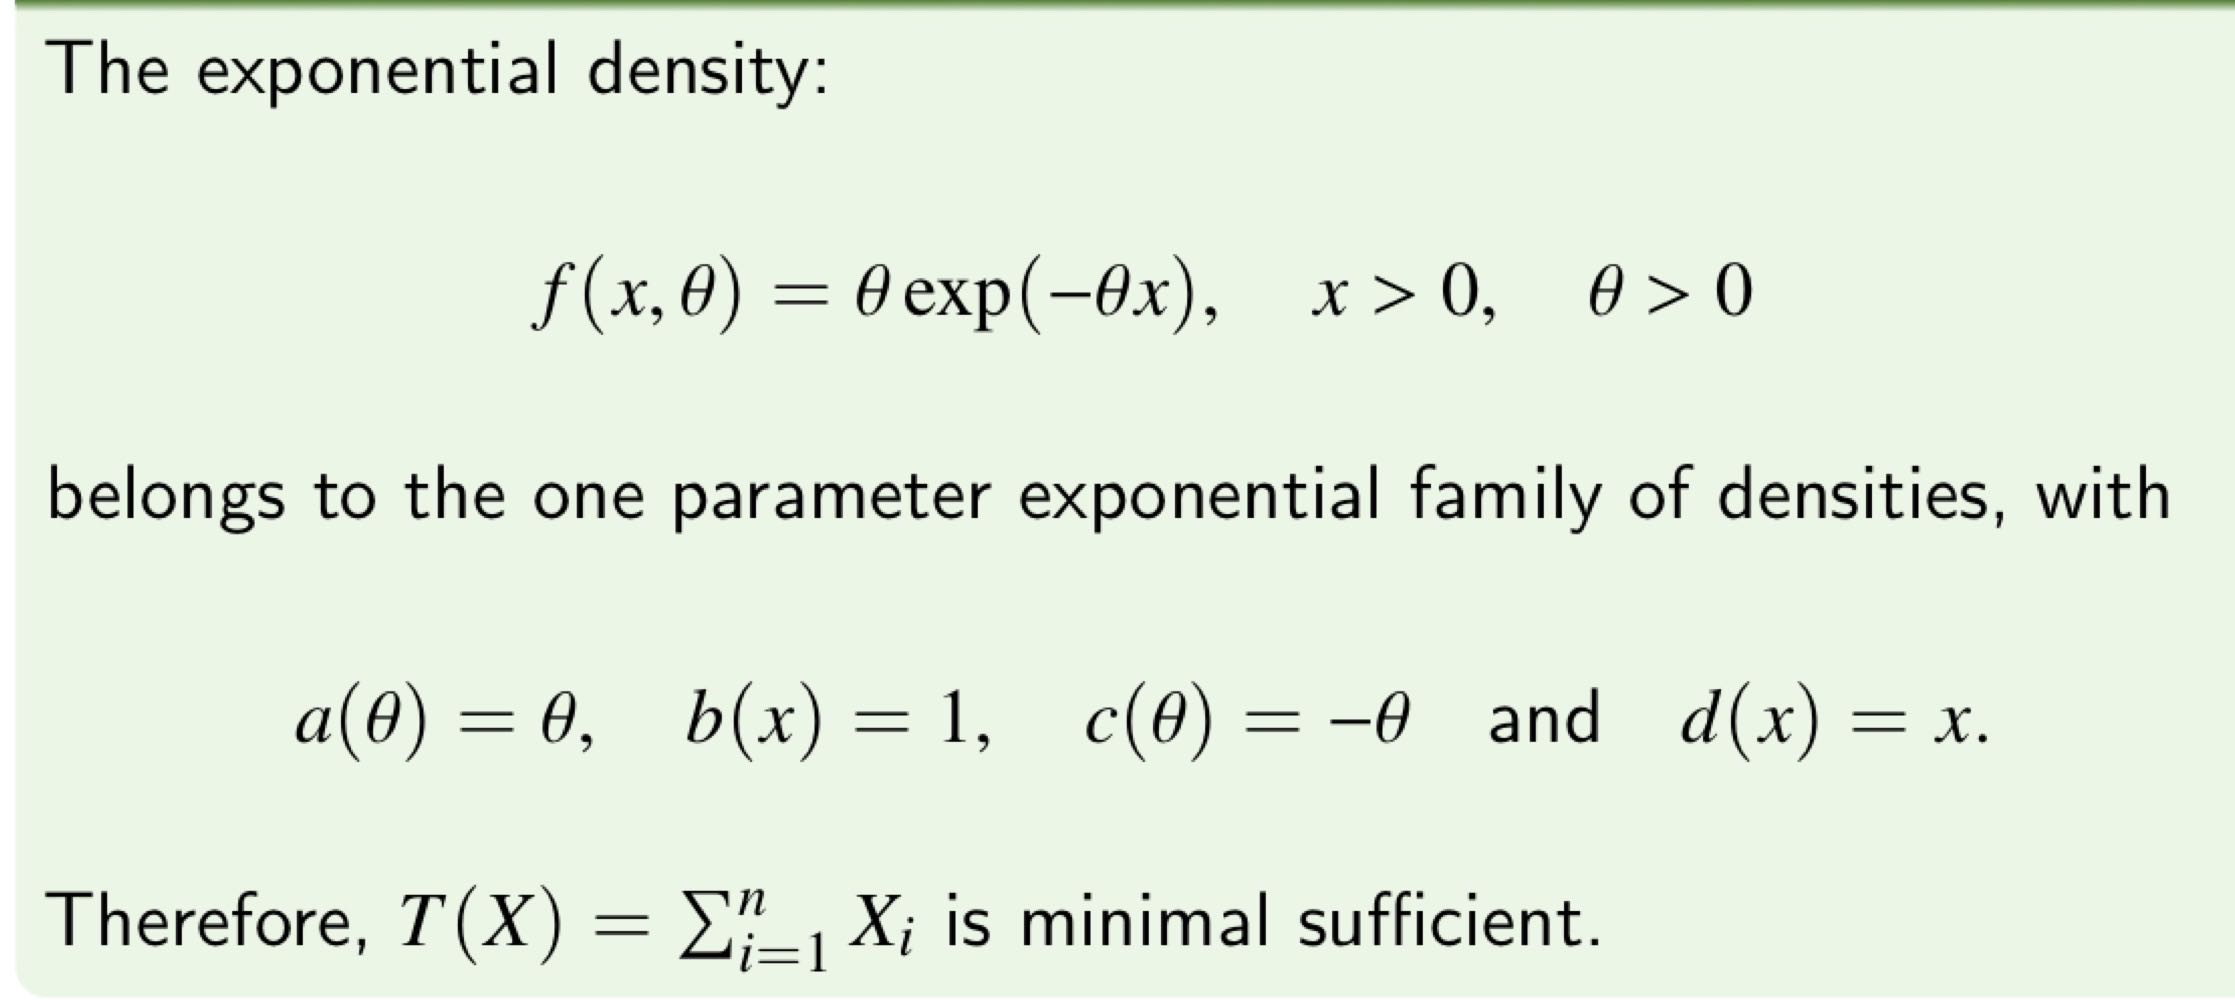 The exponential density:
f(x, θ) = θ exp(−θx),   x > 0,   θ > 0
belongs to the one parameter exponential family of densities, with
a(θ) = θ,   b(x) = 1,   c(θ) = −θ   and   d(x) = x.
Therefore, T(X) = ∑ⁿᵢ₌₁ Xᵢ is minimal sufficient.